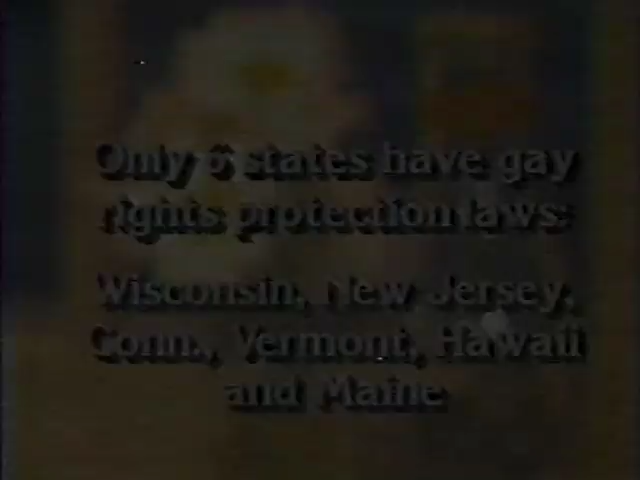 Only 6 states have gay
rights protection laws:
Wisconsin, New Jersey,
Conn., Vermont, Hawaii
and Maine